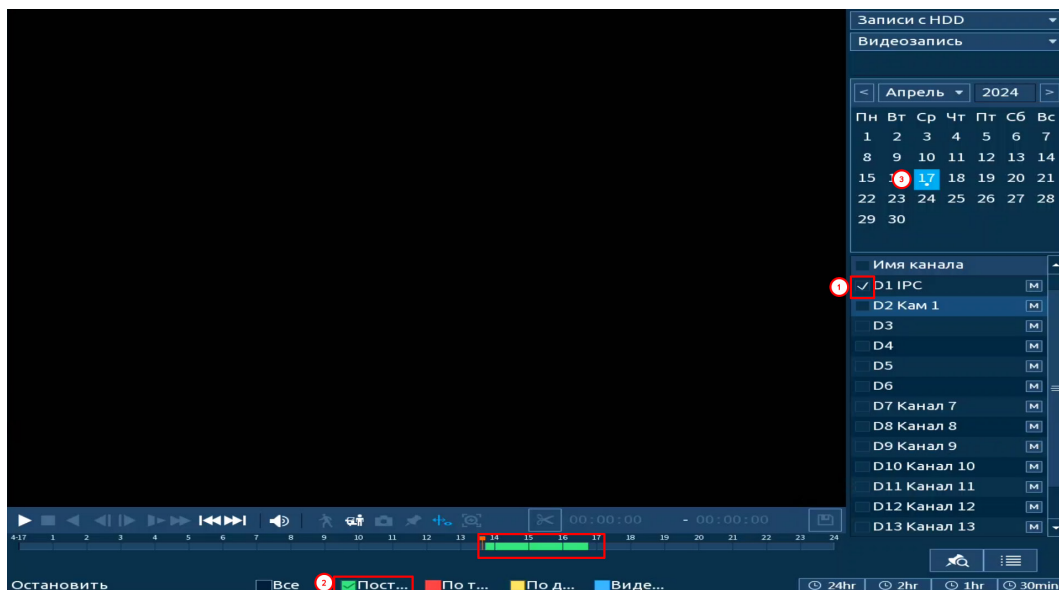 Записи с HDD
Видеозапись
< Апрель 2024 >
Пн Вт Ср Чт Пт Сб Вс
1 2 3 4 5 6 7
8 9 10 11 12 13 14
15 1 3 17 18 19 20 21
22 23 24 25 26 27 28
29 30
Имя канала
1 D1 IPC M
D2 Кам 1 M
D3 M
D4 M
D5 M
D6 M
D7 Канал 7 M
D8 Канал 8 M
D9 Канал 9 M
D10 Канал 10 M
D11 Канал 11 M
D12 Канал 12 M
D13 Канал 13 M
00:00:00 - 00:00:00
4-17 1 2 3 4 5 6 7 8 9 10 11 12 13 14 15 16 17 18 19 20 21 22 23 24
Остановить Все 2 Пост... По т... По д... Виде... 24hr 2hr 1hr 30min